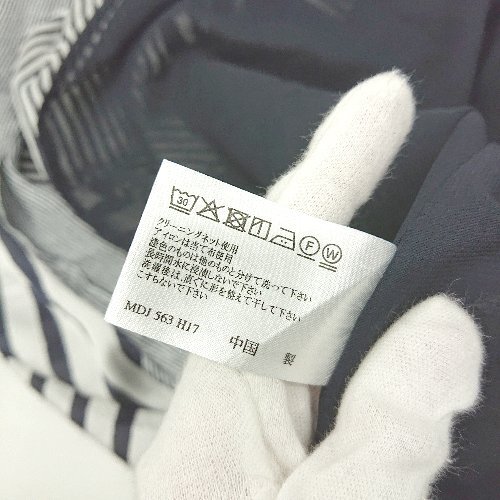 30 F W
クリーニングネット使用
アイロンは当て布使用
濃色のものは他のものと分けて洗って下さい
長時間水に浸漬しないで下さい
洗濯後は、直ぐに形を整えて干して下さい
こすらないで下さい
MDJ 563 HJ7 中国 製